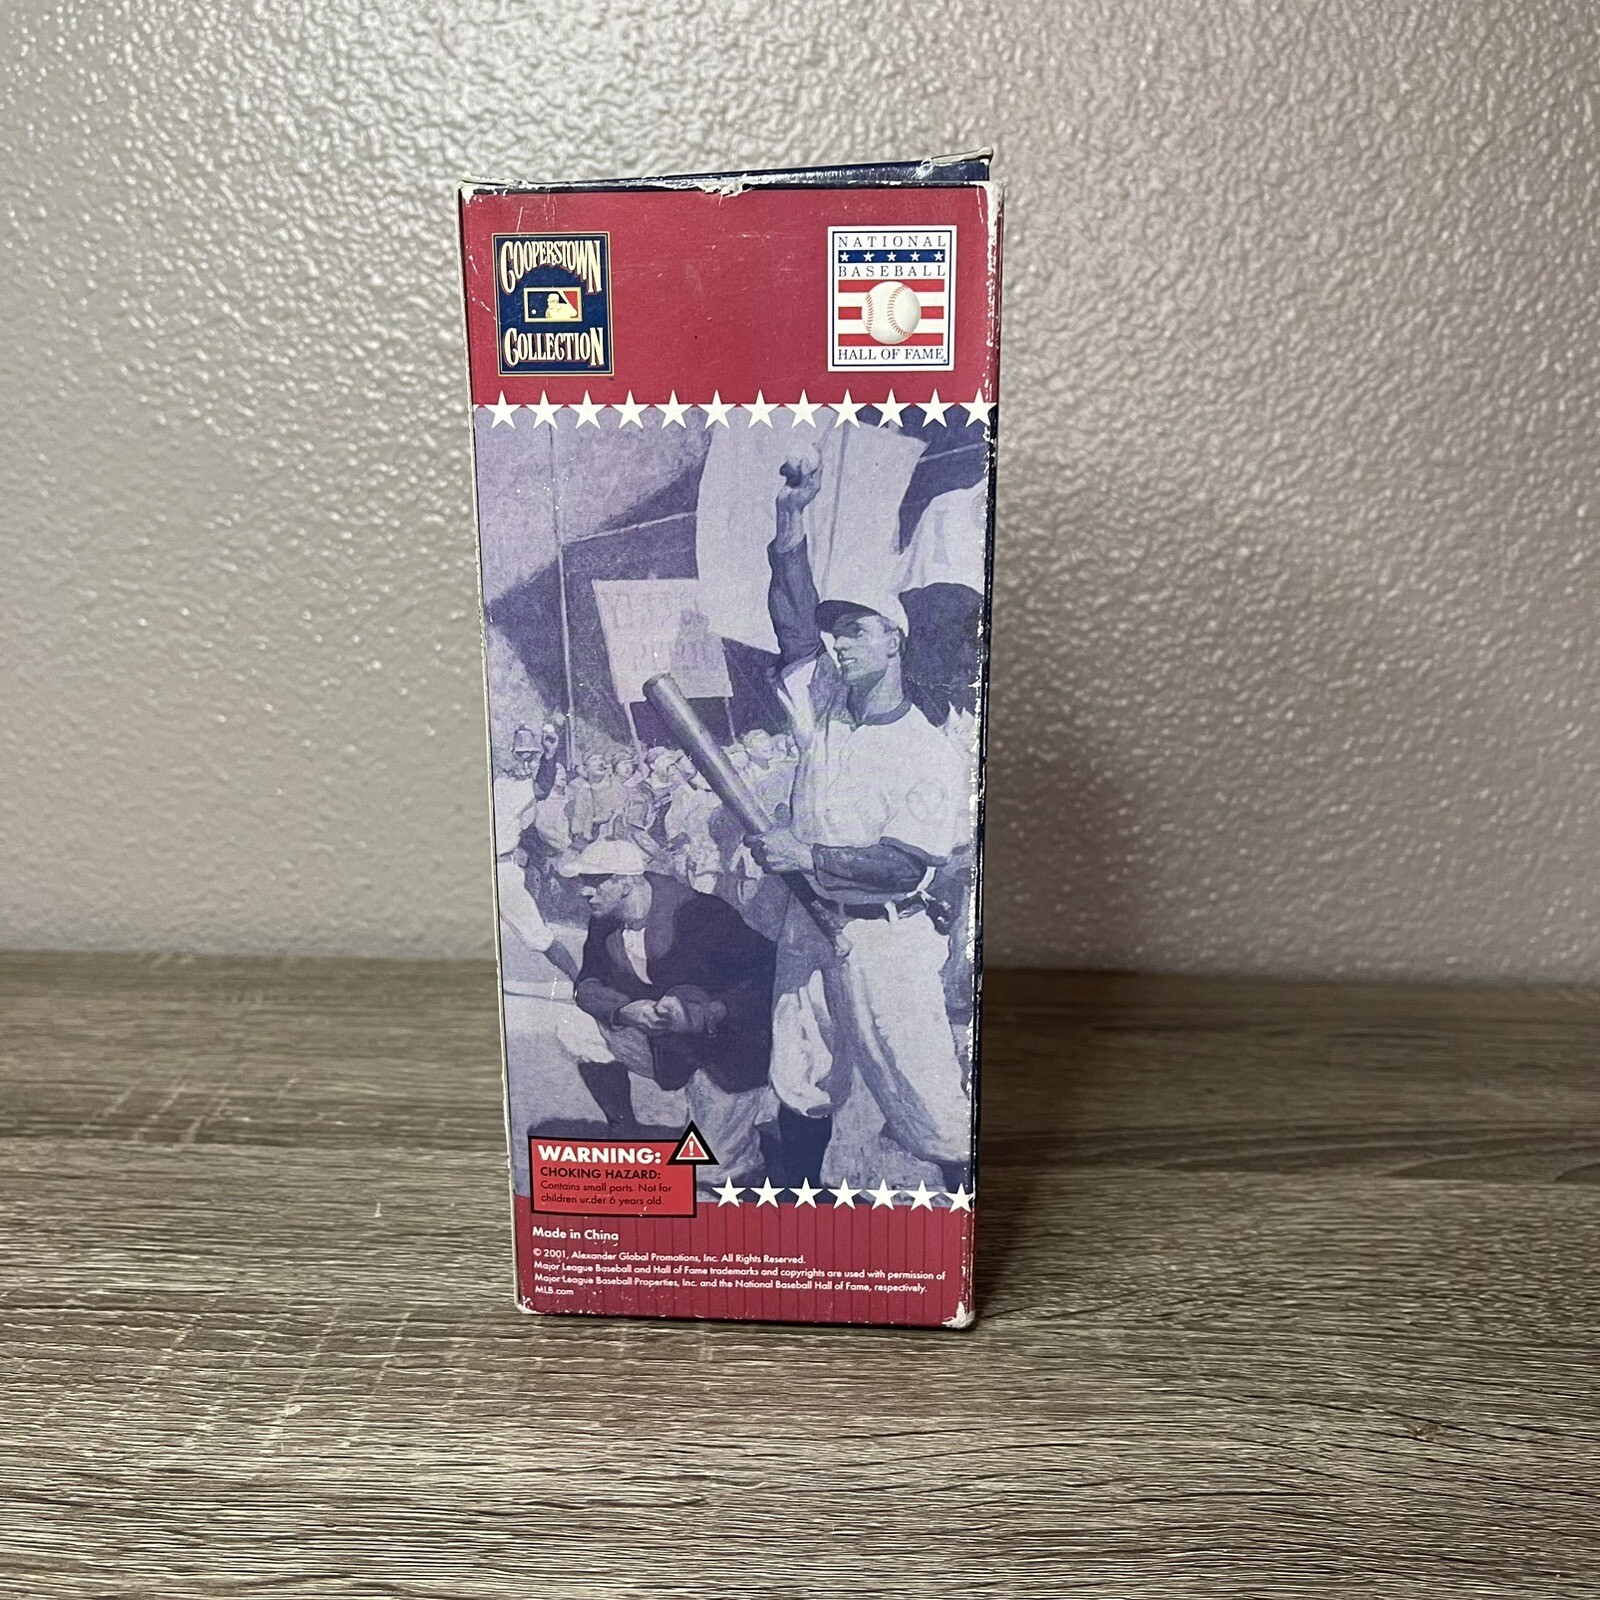 COOPERSTOWN
COLLECTION
NATIONAL
BASEBALL
HALL OF FAME
WARNING:
CHOKING HAZARD:
Contains small parts. Not for
children under 6 years old.
Made in China
© 2001, Alexander Global Promotions, Inc. All Rights Reserved.
Major League Baseball and Hall of Fame trademarks and copyrights are used with permission of
Major League Baseball Properties, Inc. and the National Baseball Hall of Fame, respectively.
MLB.com